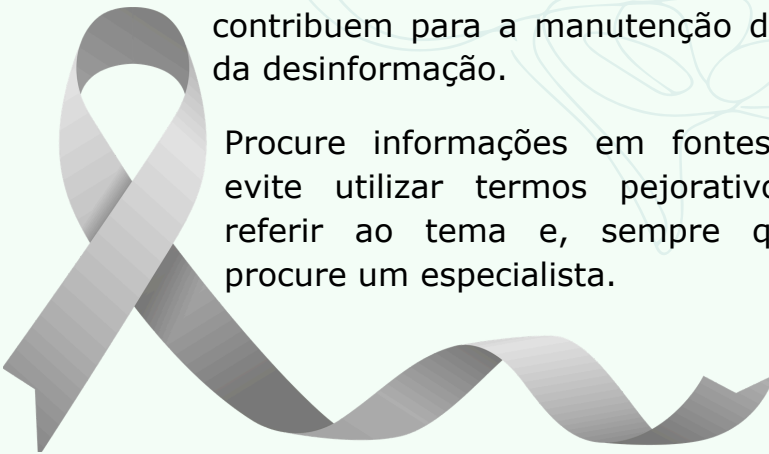 contribuem para a manutenção d
da desinformação.
Procure informações em fontes
evite utilizar termos pejorativo
referir ao tema e, sempre q
procure um especialista.